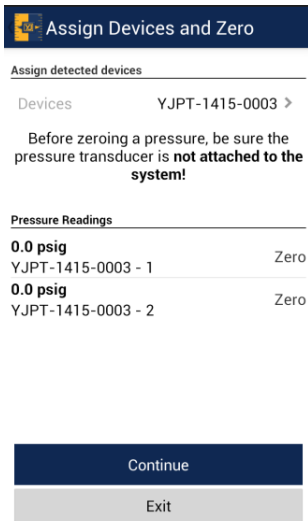 Assign Devices and Zero
Assign detected devices
Devices YJPT-1415-0003 >
Before zeroing a pressure, be sure the
pressure transducer is not attached to the
system!
Pressure Readings
0.0 psig
YJPT-1415-0003 - 1 Zero
0.0 psig
YJPT-1415-0003 - 2 Zero
Continue
Exit